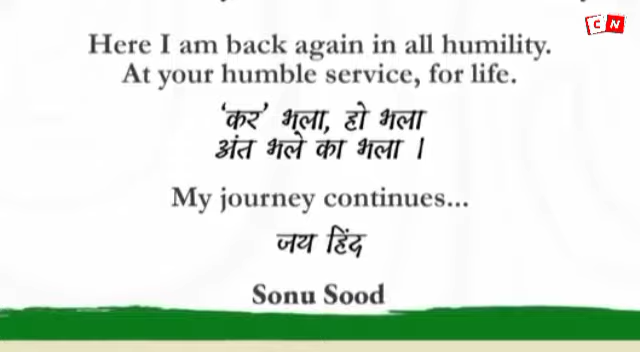 C N
Here I am back again in all humility.
At your humble service, for life.
'कर' भला, हो भला
अंत भले का भला ।
My journey continues...
जय हिंद
Sonu Sood